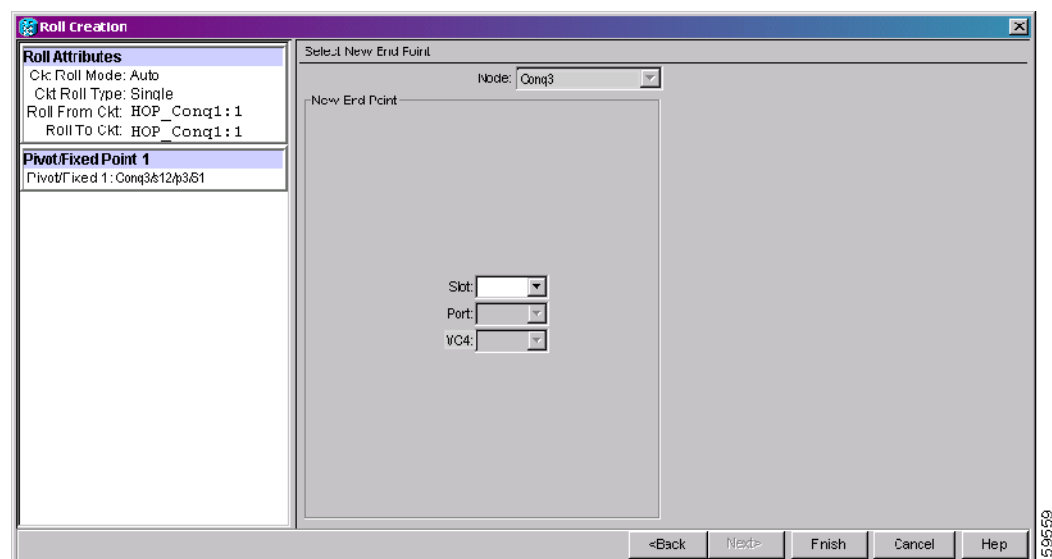 Roll Creation
Roll Attributes
Ckt Roll Mode: Auto
Ckt Roll Type: Single
Roll From Ckt: HOP_Conq1:1
Roll To Ckt: HOP_Conq1:1
Pivot/Fixed Point 1
Pivot/Fixed 1: Conq3/s12/p3/S1
Select New End Point
Node: Conq3
New End Point
Slot:
Port:
VC4:
<Back
Next>
Finish
Cancel
Help
59559